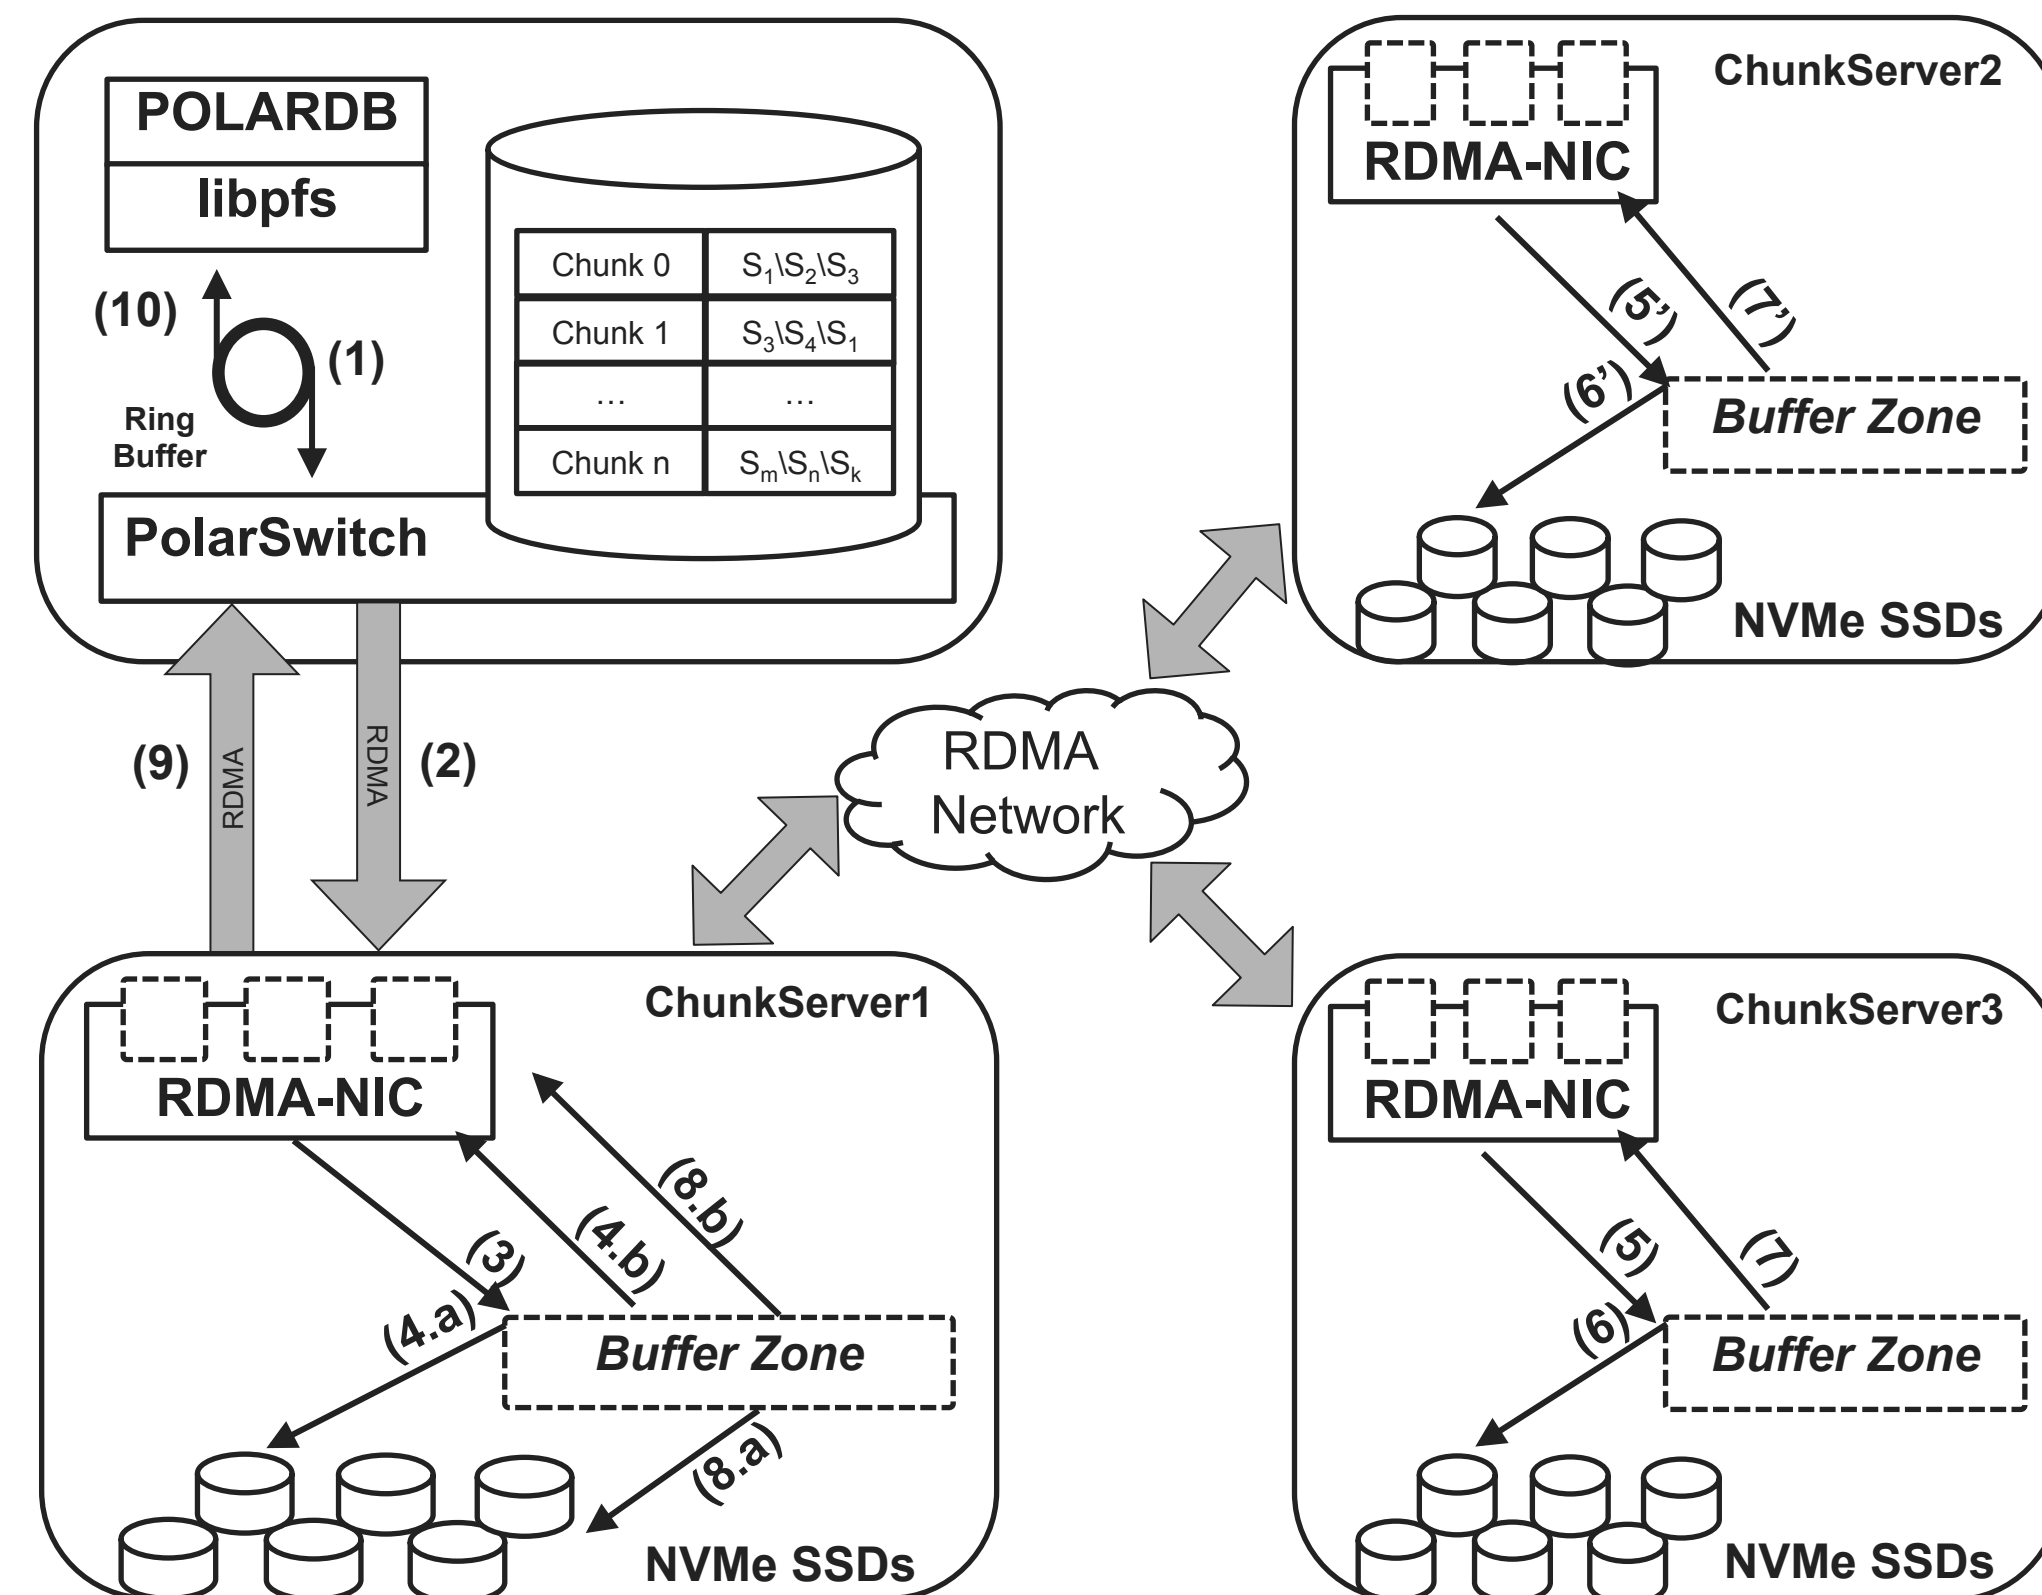 POLARDB
libpfs
(10)
(1)
Ring
Buffer
Chunk 0 S1\S2\S3
Chunk 1 S3\S4\S1
… …
Chunk n Sm\Sn\Sk
PolarSwitch
(9)
RDMA
RDMA
(2)
RDMA
Network
ChunkServer2
RDMA-NIC
(5’)
(7’)
(6’)
Buffer Zone
NVMe SSDs
ChunkServer1
RDMA-NIC
(3)
(4.b)
(8.b)
(4.a)
Buffer Zone
(8.a)
NVMe SSDs
ChunkServer3
RDMA-NIC
(5)
(7)
(6)
Buffer Zone
NVMe SSDs